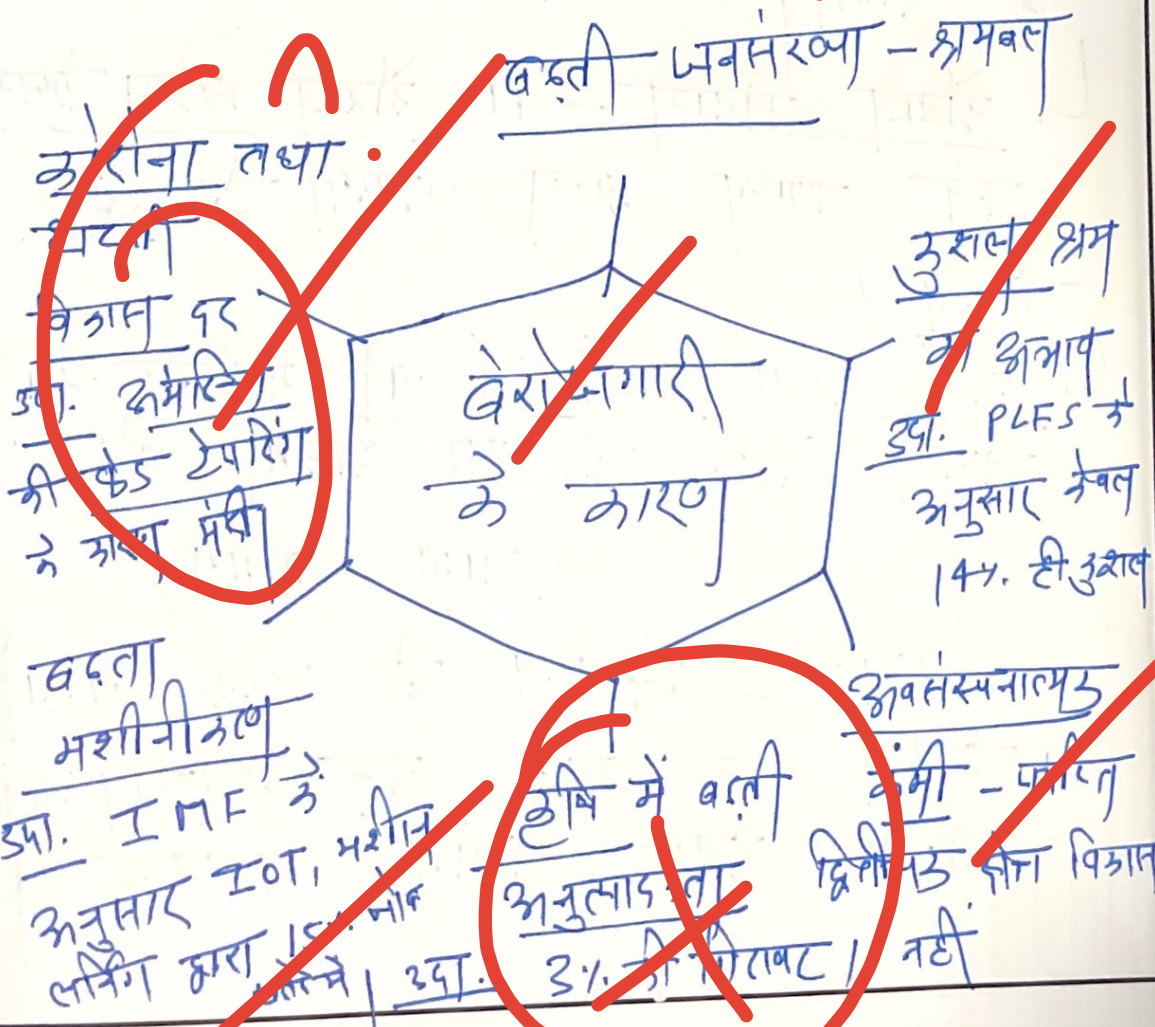 बढ़ती जनसंख्या - श्रमबल
कोरोना तथा
घटती
विकास दर
उदा. अमेरिका
की फेड टेपरिंग
के कारण मंदी
बेरोजगारी
के कारण
कुशल श्रम
का अभाव
उदा. PLFS के
अनुसार केवल
14%. ही कुशल
बढ़ता
मशीनीकरण
उदा. IMF के
अनुसार IOT, मशीन
लर्निंग द्वारा 15%
कृषि में बढ़ती
अनुत्पादकता
उदा. 3% की गिरावट।
अवसंरचनात्मक
कमी - पर्याप्त
द्वितीयक क्षेत्र विकास
नहीं